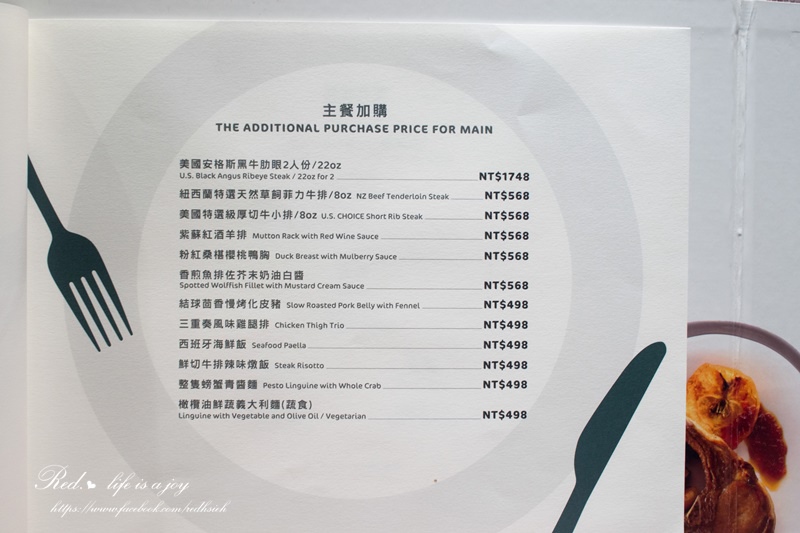 主餐加購
THE ADDITIONAL PURCHASE PRICE FOR MAIN
美國安格斯黑牛肋眼2人份/22oz
U.S. Black Angus Ribeye Steak / 22oz for 2 NT$1748
紐西蘭特選天然草飼菲力牛排/8oz NZ Beef Tenderloin Steak NT$568
美國特選級厚切牛小排/8oz U.S. CHOICE Short Rib Steak NT$568
紫蘇紅酒羊排 Mutton Rack with Red Wine Sauce NT$568
粉紅桑椹櫻桃鴨胸 Duck Breast with Mulberry Sauce NT$568
香煎魚排佐芥末奶油白醬
Spotted Wolffish Fillet with Mustard Cream Sauce NT$568
結球茴香慢烤化皮豬 Slow Roasted Pork Belly with Fennel NT$498
三重奏風味雞腿排 Chicken Thigh Trio NT$498
西班牙海鮮飯 Seafood Paella NT$498
鮮切牛排辣味燉飯 Steak Risotto NT$498
整隻螃蟹青醬麵 Pesto Linguine with Whole Crab NT$498
橄欖油鮮蔬義大利麵(蔬食)
Linguine with Vegetable and Olive Oil / Vegetarian NT$498
Red. life is a joy
https://www.facebook.com/redhsuh